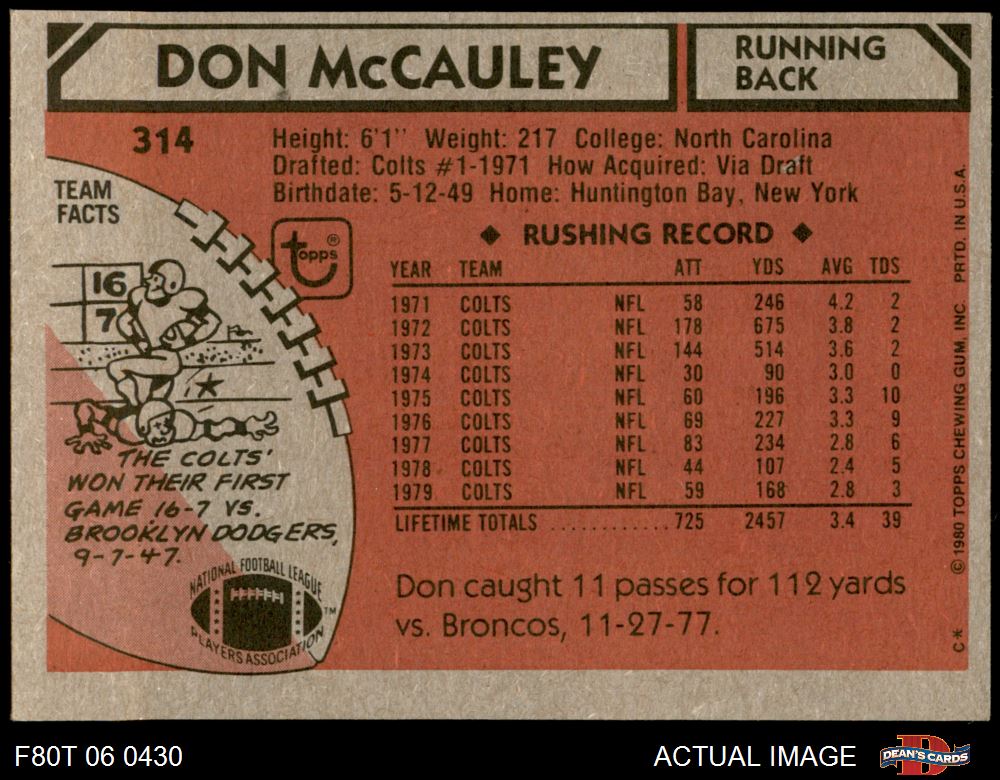 DON McCAULEY
RUNNING
BACK
314
Height: 6'1" Weight: 217 College: North Carolina
Drafted: Colts #1-1971 How Acquired: Via Draft
Birthdate: 5-12-49 Home: Huntington Bay, New York
TEAM
FACTS
16
7
THE COLTS'
WON THEIR FIRST
GAME 16-7 VS.
BROOKLYN DODGERS,
9-7-47.
NATIONAL FOOTBALL LEAGUE
PLAYERS ASSOCIATION
™
topps®
◆ RUSHING RECORD ◆
YEAR TEAM ATT YDS AVG TDS
1971 COLTS NFL 58 246 4.2 2
1972 COLTS NFL 178 675 3.8 2
1973 COLTS NFL 144 514 3.6 2
1974 COLTS NFL 30 90 3.0 0
1975 COLTS NFL 60 196 3.3 10
1976 COLTS NFL 69 227 3.3 9
1977 COLTS NFL 83 234 2.8 6
1978 COLTS NFL 44 107 2.4 5
1979 COLTS NFL 59 168 2.8 3
LIFETIME TOTALS ............ 725 2457 3.4 39
Don caught 11 passes for 112 yards
vs. Broncos, 11-27-77.
C* © 1980 TOPPS CHEWING GUM, INC. PRTD. IN U.S.A.
F80T 06 0430
ACTUAL IMAGE
DEAN'S CARDS